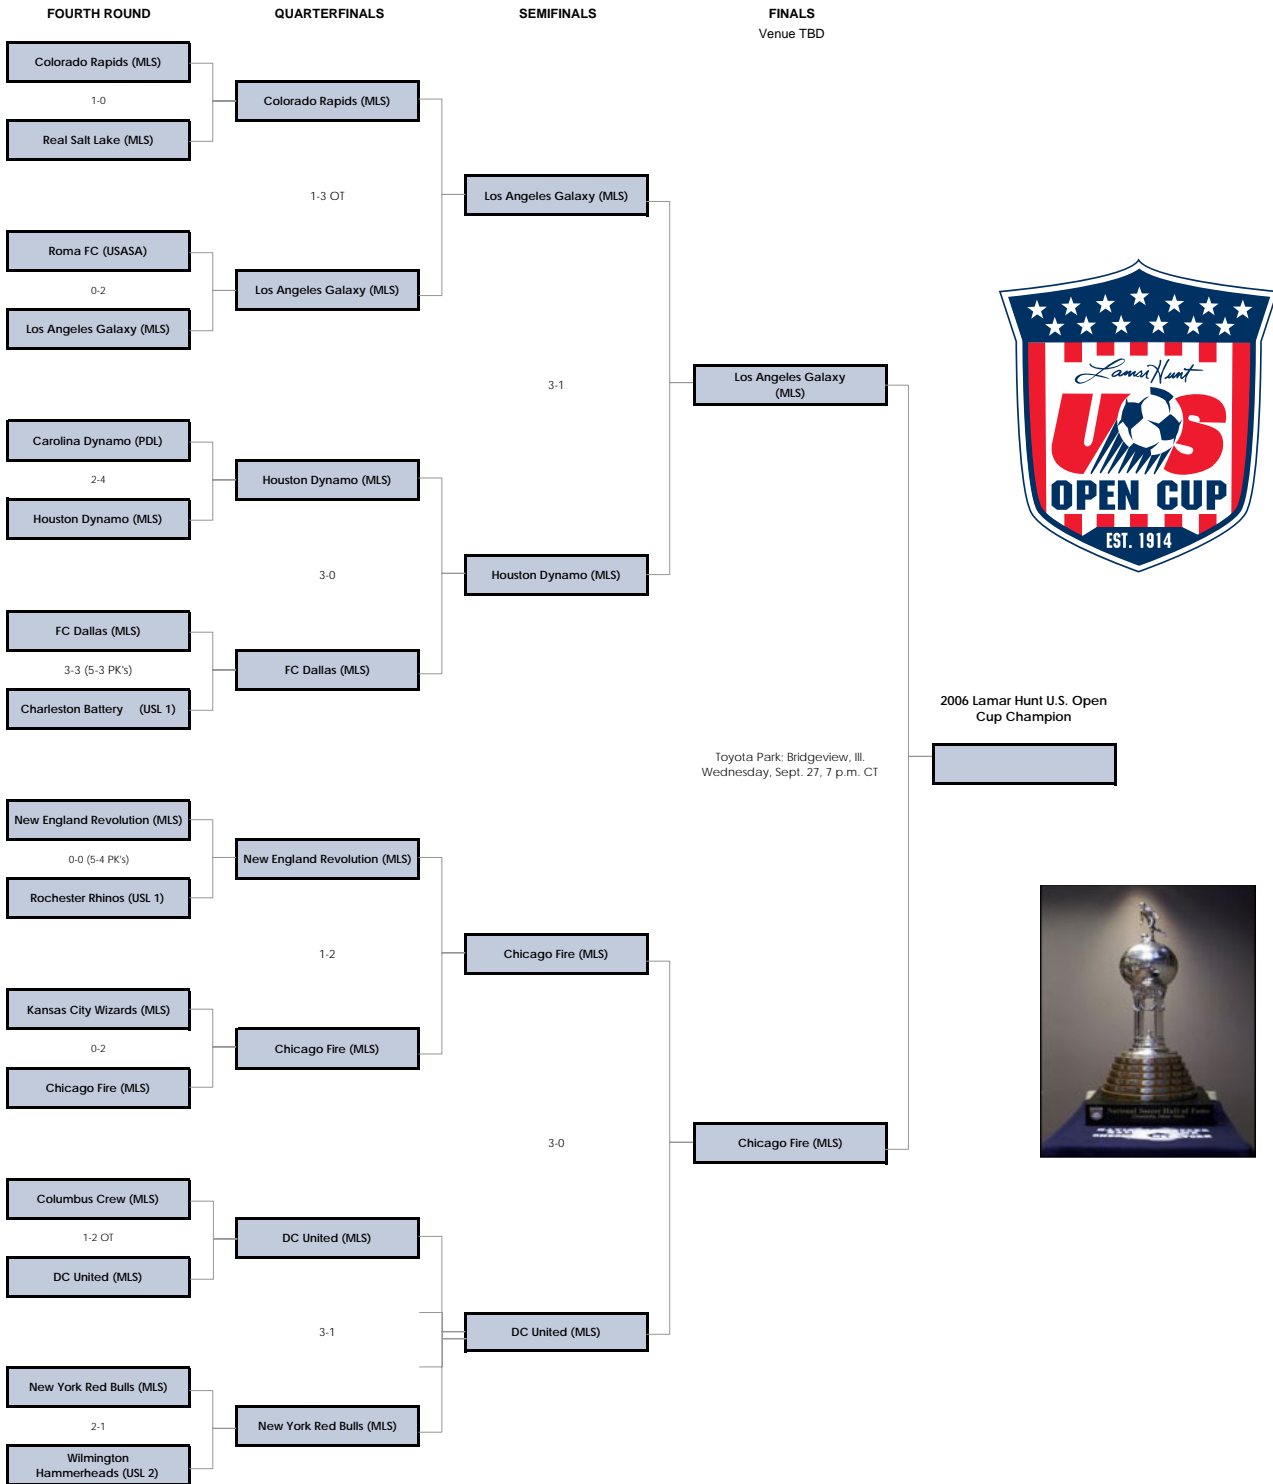 FOURTH ROUND
QUARTERFINALS
SEMIFINALS
FINALS
Venue TBD
Colorado Rapids (MLS)
1-0
Real Salt Lake (MLS)
Colorado Rapids (MLS)
1-3 OT
Los Angeles Galaxy (MLS)
Roma FC (USASA)
0-2
Los Angeles Galaxy (MLS)
Los Angeles Galaxy (MLS)
3-1
Los Angeles Galaxy
(MLS)
Carolina Dynamo (PDL)
2-4
Houston Dynamo (MLS)
Houston Dynamo (MLS)
3-0
Houston Dynamo (MLS)
FC Dallas (MLS)
3-3 (5-3 PK's)
Charleston Battery (USL 1)
FC Dallas (MLS)
Lamar Hunt
US
OPEN CUP
EST. 1914
2006 Lamar Hunt U.S. Open
Cup Champion
Toyota Park: Bridgeview, Ill.
Wednesday, Sept. 27, 7 p.m. CT
New England Revolution (MLS)
0-0 (5-4 PK's)
Rochester Rhinos (USL 1)
New England Revolution (MLS)
1-2
Chicago Fire (MLS)
Kansas City Wizards (MLS)
0-2
Chicago Fire (MLS)
Chicago Fire (MLS)
3-0
Chicago Fire (MLS)
Columbus Crew (MLS)
1-2 OT
DC United (MLS)
DC United (MLS)
3-1
DC United (MLS)
New York Red Bulls (MLS)
2-1
Wilmington
Hammerheads (USL 2)
New York Red Bulls (MLS)
National Soccer Hall of Fame